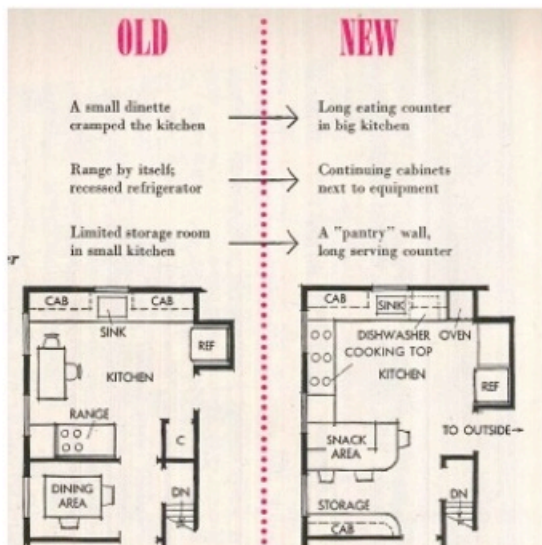 OLD
NEW
A small dinette
cramped the kitchen
Long eating counter
in big kitchen
Range by itself;
recessed refrigerator
Continuing cabinets
next to equipment
Limited storage room
in small kitchen
A "pantry" wall,
long serving counter
CAB
CAB
SINK
REF
KITCHEN
RANGE
C
DINING
AREA
DN
CAB
SINK
DISHWASHER
OVEN
COOKING TOP
KITCHEN
REF
TO OUTSIDE→
SNACK
AREA
DN
STORAGE
CAB